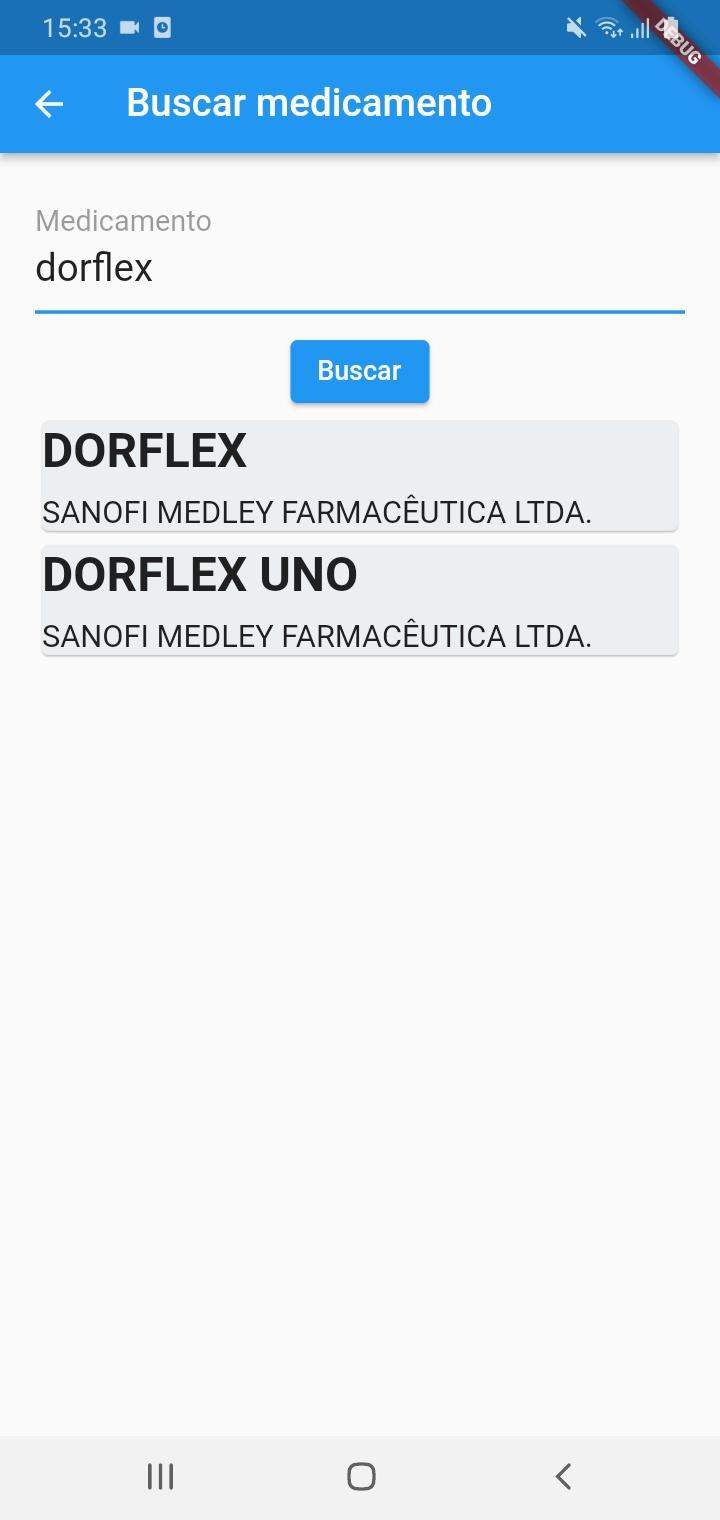 15:33
DEBUG
Buscar medicamento
Medicamento
dorflex
Buscar
DORFLEX
SANOFI MEDLEY FARMACÊUTICA LTDA.
DORFLEX UNO
SANOFI MEDLEY FARMACÊUTICA LTDA.